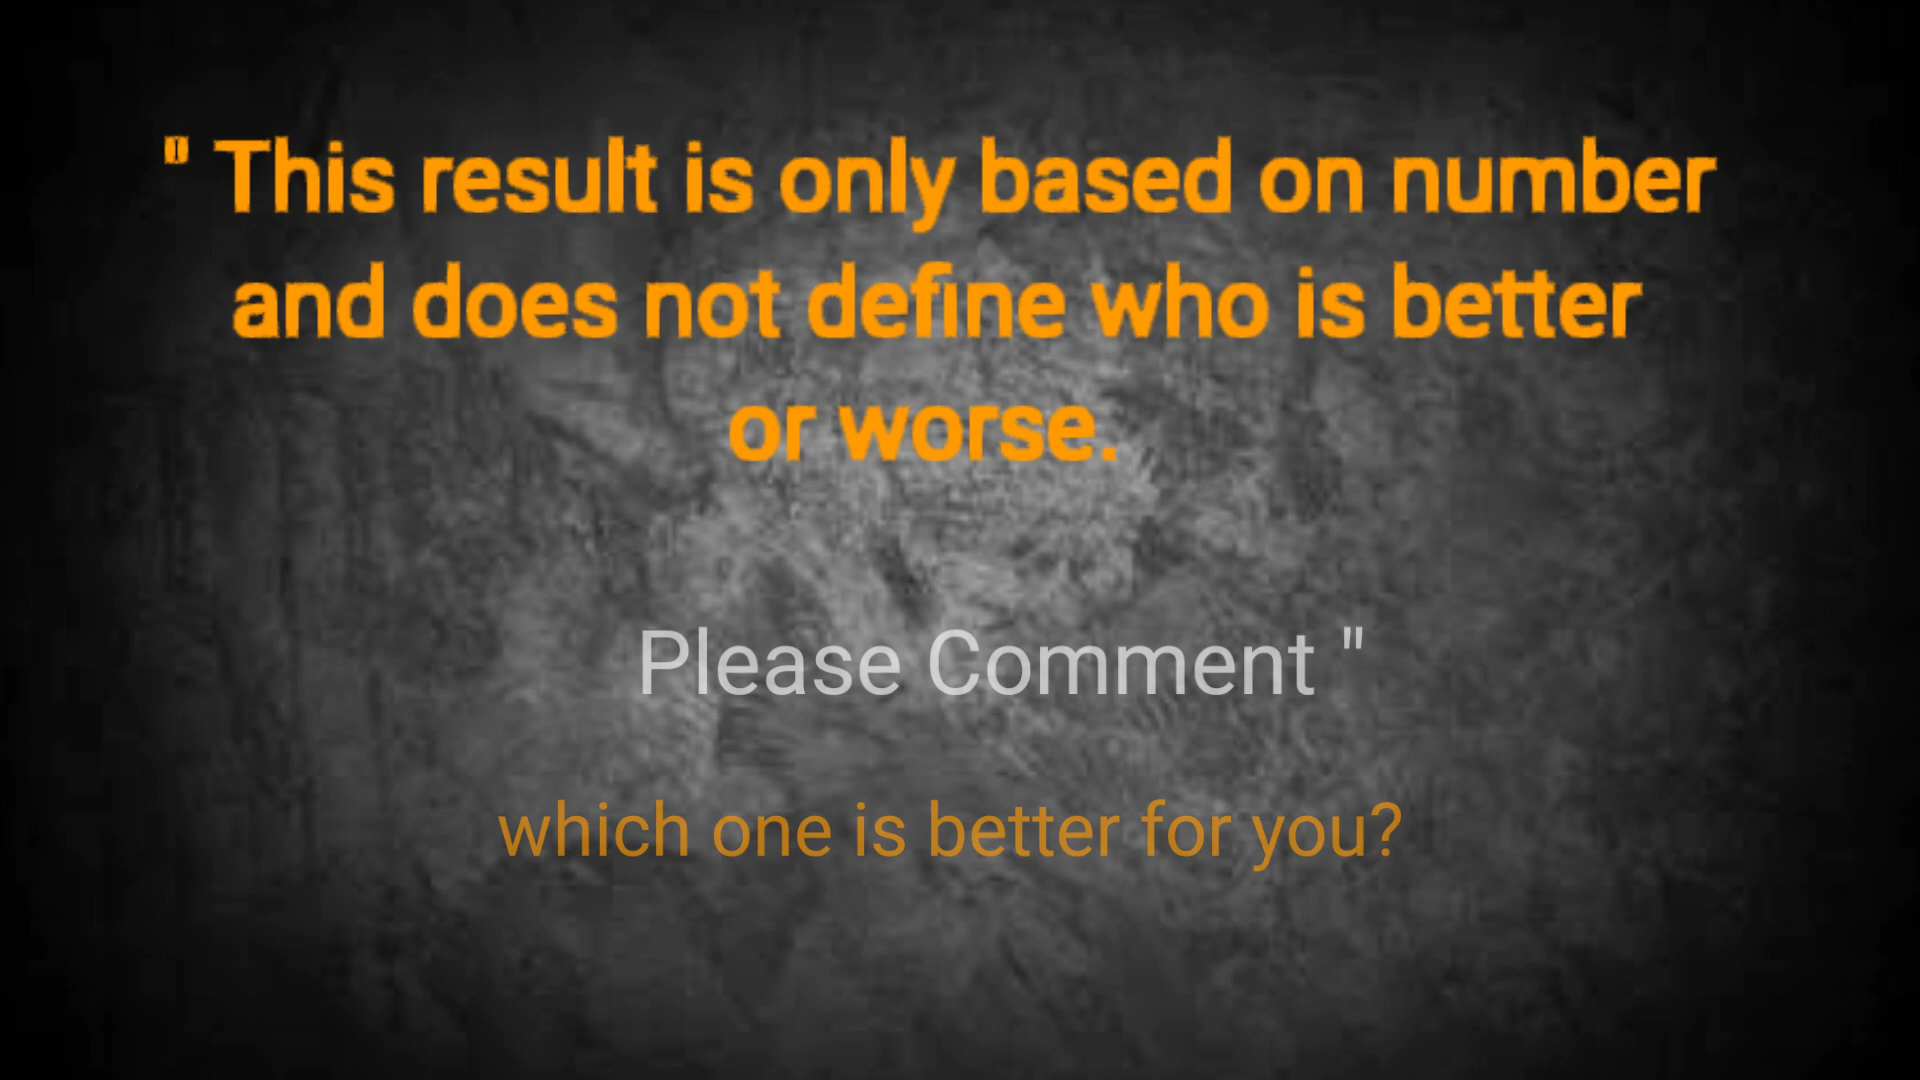 " This result is only based on number
and does not define who is better
or worse.
Please Comment "
which one is better for you?